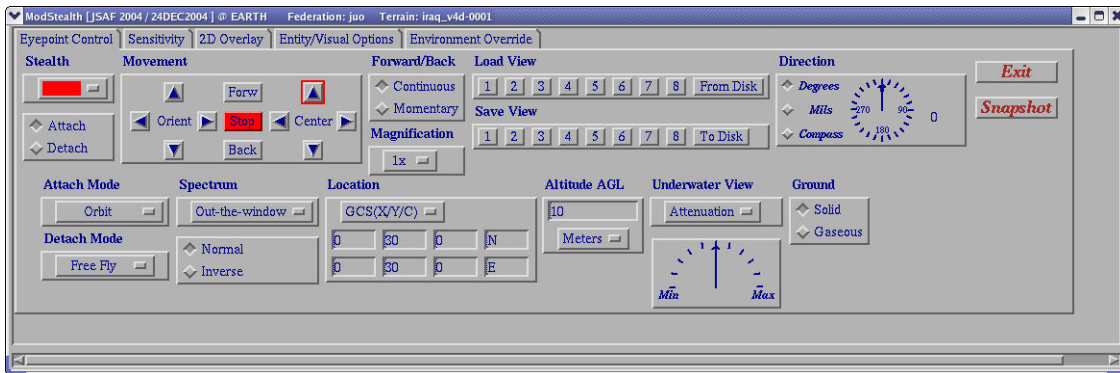 ModStealth [JSAF 2004 / 24DEC2004 ] @ EARTH Federation: juo Terrain: iraq_v4d-0001
Eyepoint Control Sensitivity 2D Overlay Entity/Visual Options Environment Override
Stealth Movement Forward/Back Load View Direction
Exit
Forw Continuous 1 2 3 4 5 6 7 8 From Disk Degrees
Momentary Save View Mils 270 90 0 Snapshot
Attach Orient Stop Center Magnification 1 2 3 4 5 6 7 8 To Disk Compass 180
Detach Back 1x
Attach Mode Spectrum Location Altitude AGL Underwater View Ground
Orbit Out-the-window GCS(X/Y/C) 10 Attenuation Solid
Detach Mode Normal 0 30 0 N Meters Gaseous
Free Fly Inverse 0 30 0 E
Min Max